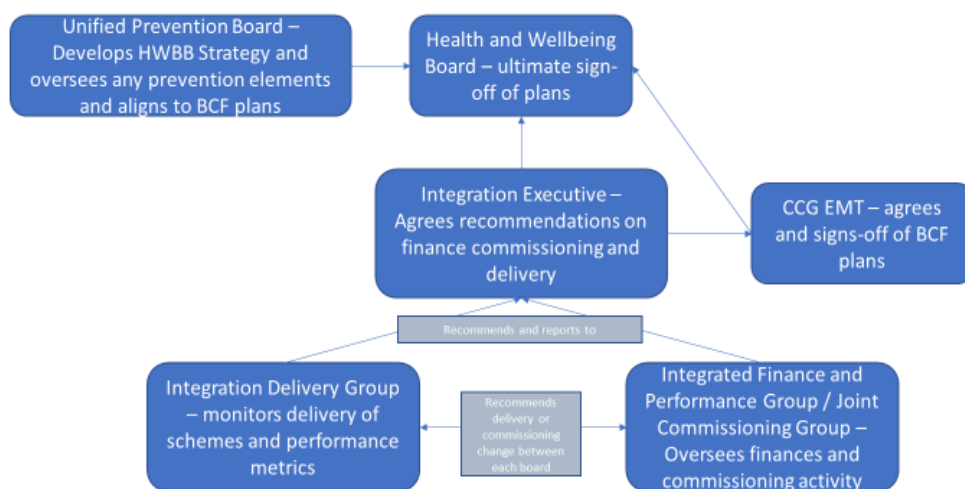 Unified Prevention Board –
Develops HWBB Strategy and
oversees any prevention elements
and aligns to BCF plans
Health and Wellbeing
Board – ultimate sign-
off of plans
Integration Executive –
Agrees recommendations on
finance commissioning and
delivery
CCG EMT – agrees
and signs-off of BCF
plans
Recommends and reports to
Integration Delivery Group
– monitors delivery of
schemes and performance
metrics
Recommends
delivery or
commissioning
change between
each board
Integrated Finance and
Performance Group / Joint
Commissioning Group –
Oversees finances and
commissioning activity